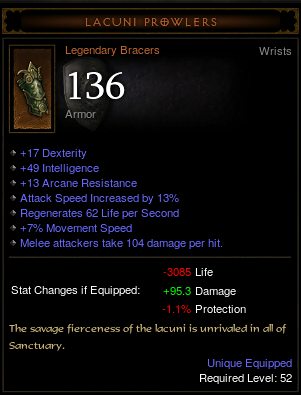 LACUNI PROWLERS
Legendary Bracers
Wrists
136
Armor
+17 Dexterity
+49 Intelligence
+13 Arcane Resistance
Attack Speed Increased by 13%
Regenerates 62 Life per Second
+7% Movement Speed
Melee attackers take 104 damage per hit.
-3085 Life
Stat Changes if Equipped: +95.3 Damage
-1.1% Protection
The savage fierceness of the lacuni is unrivaled in all of
Sanctuary.
Unique Equipped
Required Level: 52